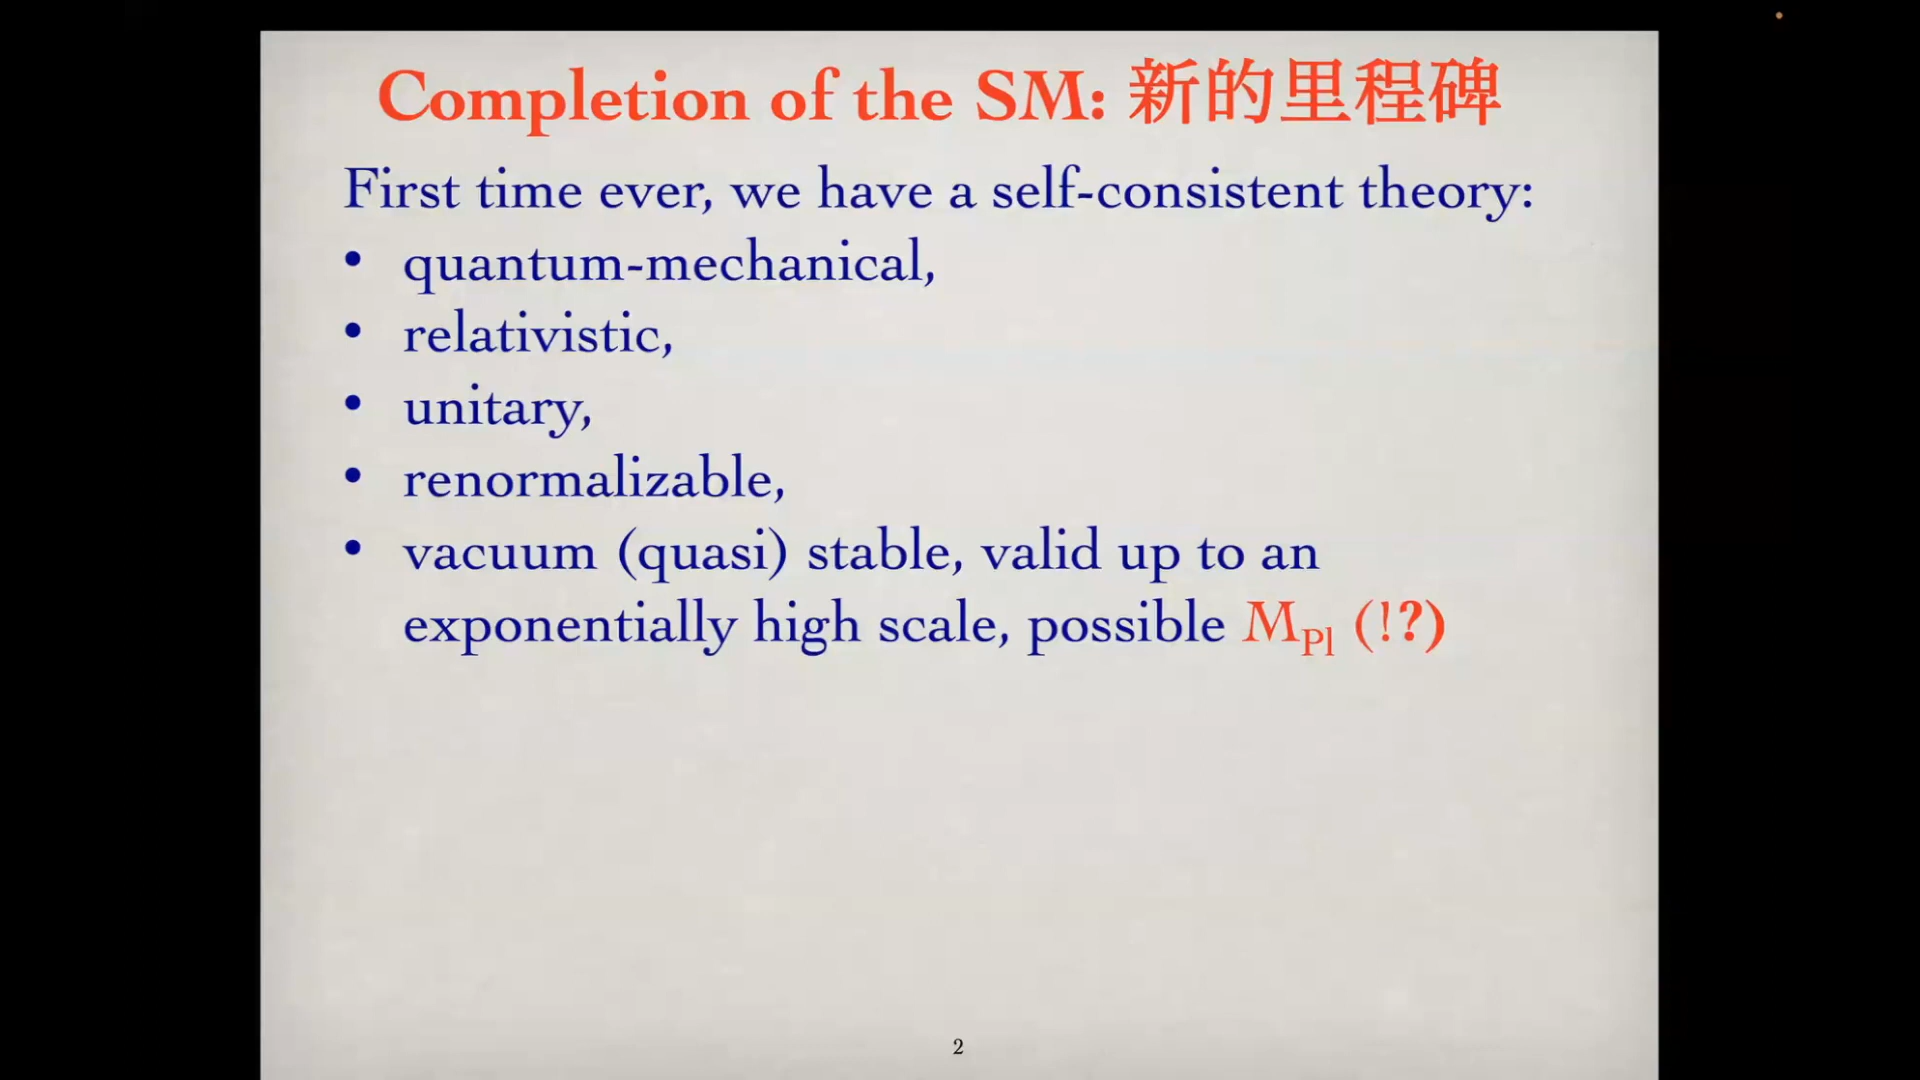 Completion of the SM: 新的里程碑
First time ever, we have a self-consistent theory:
• quantum-mechanical,
• relativistic,
• unitary,
• renormalizable,
• vacuum (quasi) stable, valid up to an
exponentially high scale, possible MPl (!?)
2